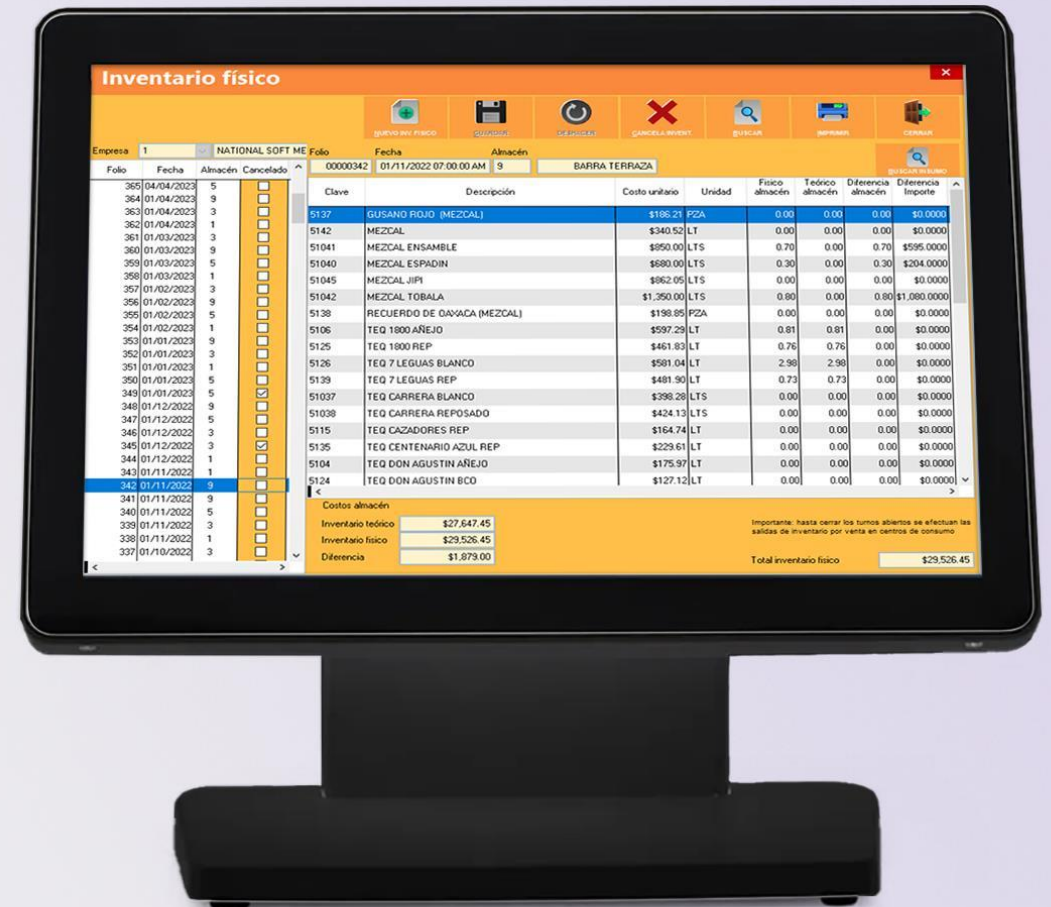 Inventario físico
NUEVO INV. FISICO GUARDAR DESHACER CANCELA INVENT. BUSCAR IMPRIMIR CERRAR
Empresa 1 NATIONAL SOFT ME
Folio Fecha Almacén
00000342 01/11/2022 07:00:00 AM 9 BARRA TERRAZA
BUSCAR INSUMO
Folio Fecha Almacén Cancelado
365 04/04/2023 5
364 01/04/2023 9
363 01/04/2023 3
362 01/04/2023 1
361 01/03/2023 3
360 01/03/2023 9
359 01/03/2023 5
358 01/03/2023 1
357 01/02/2023 3
356 01/02/2023 9
355 01/02/2023 5
354 01/02/2023 1
353 01/01/2023 9
352 01/01/2023 3
351 01/01/2023 1
350 01/01/2023 5
349 01/01/2023 5
348 01/12/2022 9
347 01/12/2022 5
346 01/12/2022 3
345 01/12/2022 3
344 01/12/2022 1
343 01/11/2022 1
342 01/11/2022 9
341 01/11/2022 9
340 01/11/2022 5
339 01/11/2022 3
338 01/11/2022 1
337 01/10/2022 3
Clave Descripción Costo unitario Unidad Físico almacén Teórico almacén Diferencia almacén Diferencia Importe
5137 GUSANO ROJO (MEZCAL) $186.21 PZA 0.00 0.00 0.00 $0.0000
5142 MEZCAL $340.52 LT 0.00 0.00 0.00 $0.0000
51041 MEZCAL ENSAMBLE $850.00 LTS 0.70 0.00 0.70 $595.0000
51040 MEZCAL ESPADIN $680.00 LTS 0.30 0.00 0.30 $204.0000
51045 MEZCAL JIPI $862.05 LTS 0.00 0.00 0.00 $0.0000
51042 MEZCAL TOBALA $1,350.00 LTS 0.80 0.00 0.80 $1,080.0000
5138 RECUERDO DE OAXACA (MEZCAL) $198.85 PZA 0.00 0.00 0.00 $0.0000
5106 TEQ 1800 AÑEJO $597.29 LT 0.81 0.81 0.00 $0.0000
5125 TEQ 1800 REP $461.83 LT 0.76 0.76 0.00 $0.0000
5126 TEQ 7 LEGUAS BLANCO $581.04 LT 2.98 2.98 0.00 $0.0000
5139 TEQ 7 LEGUAS REP $481.90 LT 0.73 0.73 0.00 $0.0000
51037 TEQ CARRERA BLANCO $398.28 LTS 0.00 0.00 0.00 $0.0000
51038 TEQ CARRERA REPOSADO $424.13 LTS 0.00 0.00 0.00 $0.0000
5115 TEQ CAZADORES REP $164.74 LT 0.00 0.00 0.00 $0.0000
5135 TEQ CENTENARIO AZUL REP $229.61 LT 0.00 0.00 0.00 $0.0000
5104 TEQ DON AGUSTIN AÑEJO $175.97 LT 0.00 0.00 0.00 $0.0000
5124 TEQ DON AGUSTIN BCO $127.12 LT 0.00 0.00 0.00 $0.0000
Costos almacén
Inventario teórico $27,647.45
Inventario físico $29,526.45
Diferencia $1,879.00
Importante: hasta cerrar los turnos abiertos se efectuan las
salidas de inventario por venta en centros de consumo
Total inventario físico $29,526.45